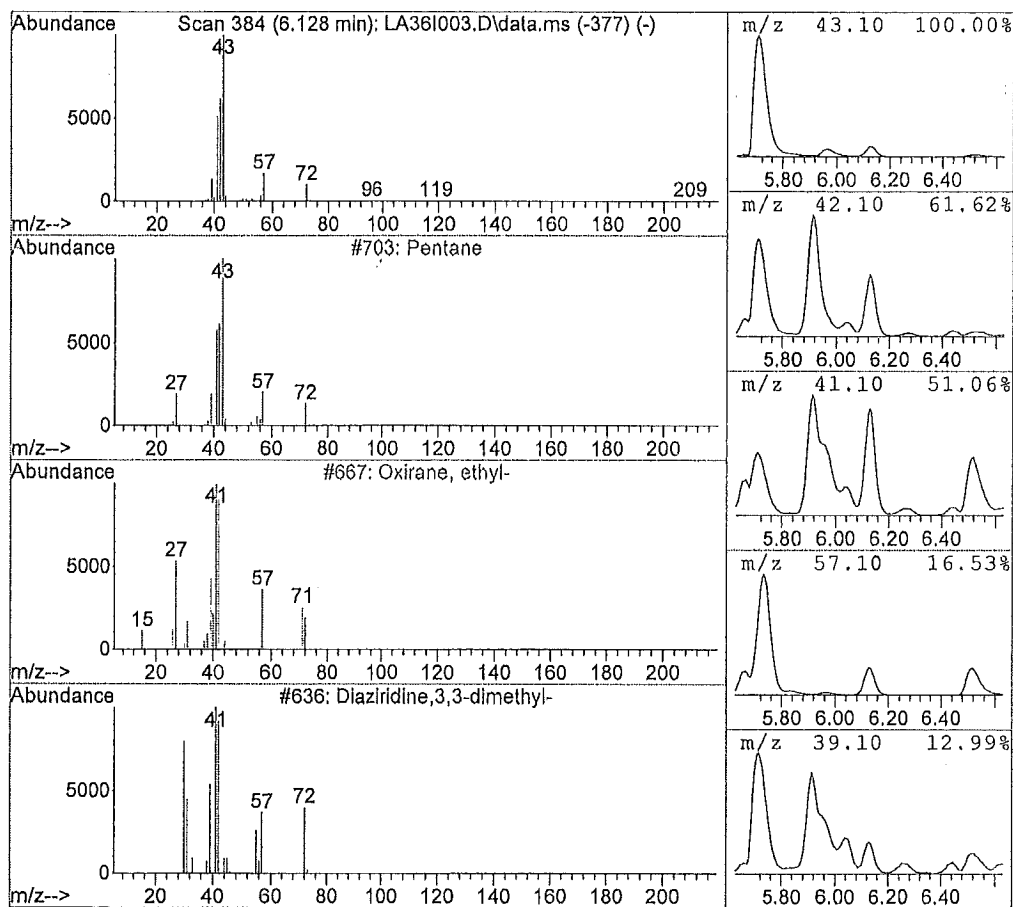 Abundance Scan 384 (6.128 min): LA36I003.D\data.ms (-377) (-)
43
5000
57
72
96 119 209
0
m/z--> 20 40 60 80 100 120 140 160 180 200
Abundance #703: Pentane
43
5000
27 57 72
0
m/z--> 20 40 60 80 100 120 140 160 180 200
Abundance #667: Oxirane, ethyl-
41
27
5000
57 71
15
0
m/z--> 20 40 60 80 100 120 140 160 180 200
Abundance #636: Diaziridine,3,3-dimethyl-
41
5000
57 72
0
m/z--> 20 40 60 80 100 120 140 160 180 200
m/z 43.10 100.00%
5.80 6.00 6.20 6.40
m/z 42.10 61.62%
5.80 6.00 6.20 6.40
m/z 41.10 51.06%
5.80 6.00 6.20 6.40
m/z 57.10 16.53%
5.80 6.00 6.20 6.40
m/z 39.10 12.99%
5.80 6.00 6.20 6.40